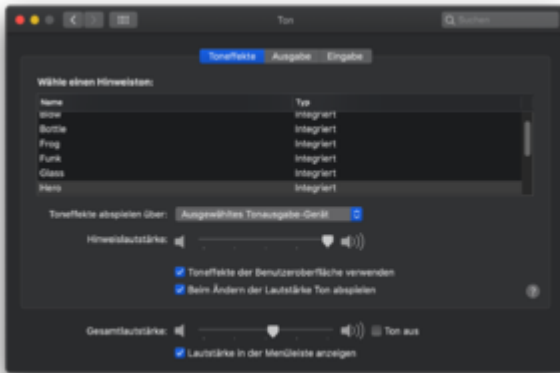 Ton
Suchen
Toneffekte Ausgabe Eingabe
Wähle einen Hinweiston:
Name Typ
Blow Integriert
Bottle Integriert
Frog Integriert
Funk Integriert
Glass Integriert
Hero Integriert
Toneffekte abspielen über: Ausgewähltes Tonausgabe-Gerät
Hinweislautstärke:
Toneffekte der Benutzeroberfläche verwenden
Beim Ändern der Lautstärke Ton abspielen
?
Gesamtlautstärke: Ton aus
Lautstärke in der Menüleiste anzeigen